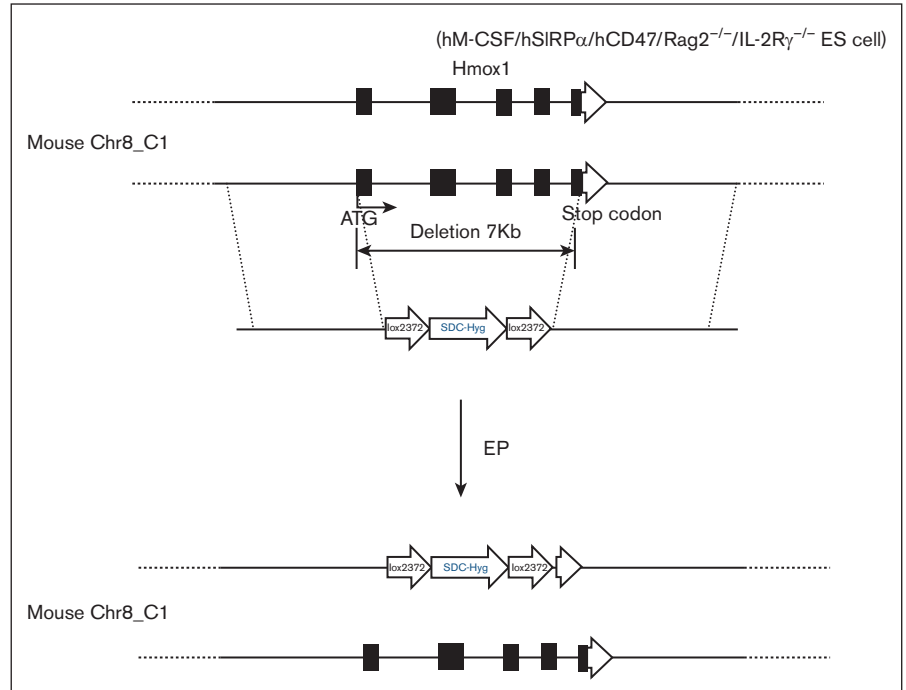 (hM-CSF/hSIRPα/hCD47/Rag2⁻/⁻/IL-2Rγ⁻/⁻ ES cell)
Hmox1
Mouse Chr8_C1
ATG
Stop codon
Deletion 7Kb
lox2372 SDC-Hyg lox2372
EP
lox2372 SDC-Hyg lox2372
Mouse Chr8_C1